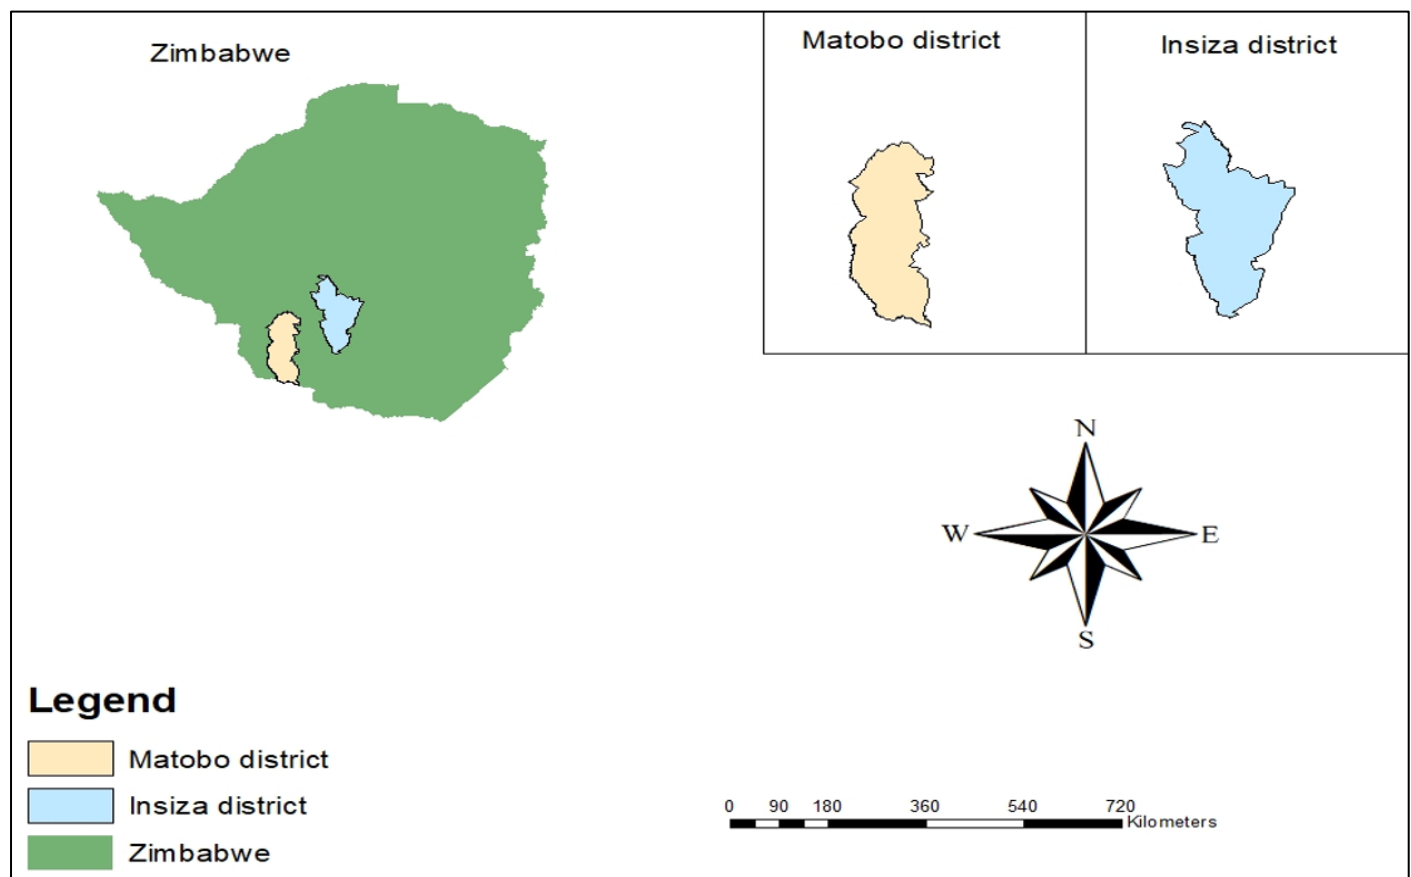 Zimbabwe
Matobo district
Insiza district
N
W
E
S
Legend
Matobo district
Insiza district
Zimbabwe
0 90 180 360 540 720
Kilometers